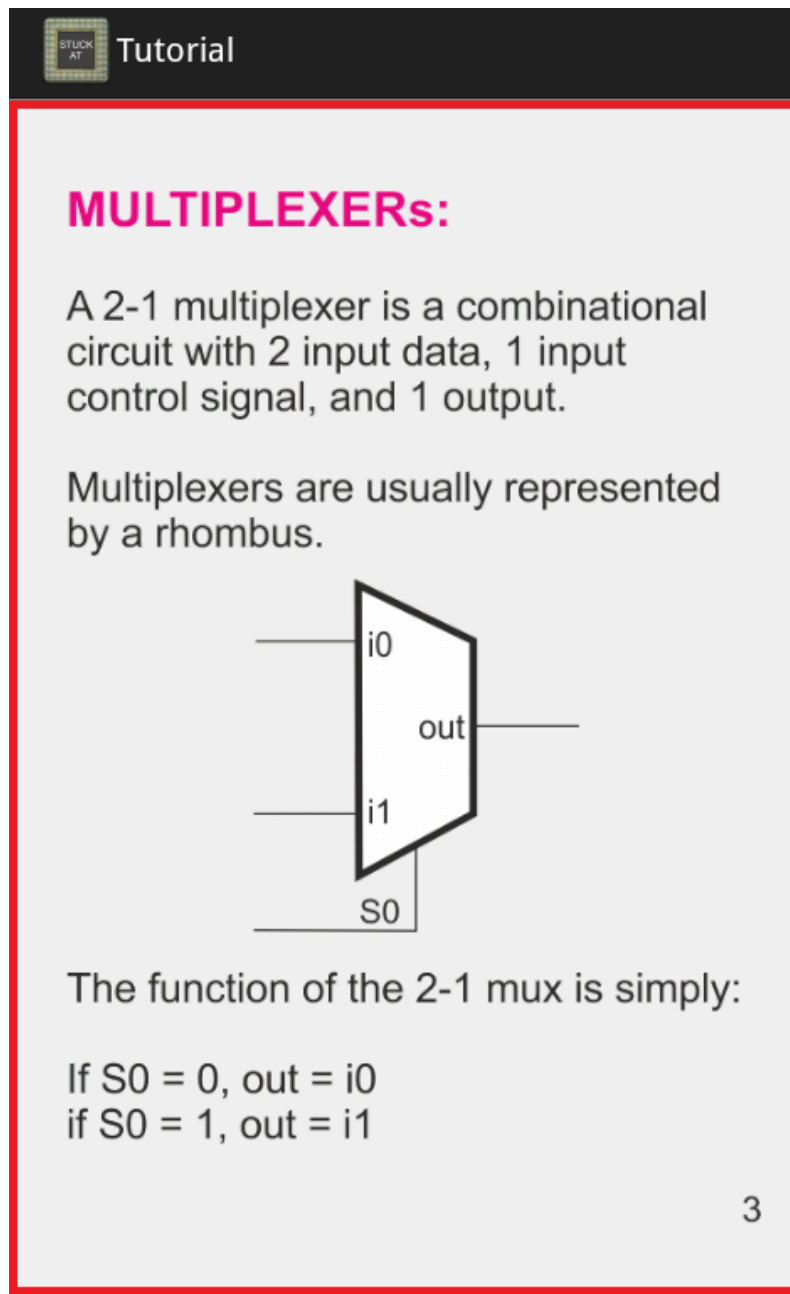 STUCK
AT
Tutorial
MULTIPLEXERs:
A 2-1 multiplexer is a combinational
circuit with 2 input data, 1 input
control signal, and 1 output.
Multiplexers are usually represented
by a rhombus.
i0
out
i1
S0
The function of the 2-1 mux is simply:
If S0 = 0, out = i0
if S0 = 1, out = i1
3